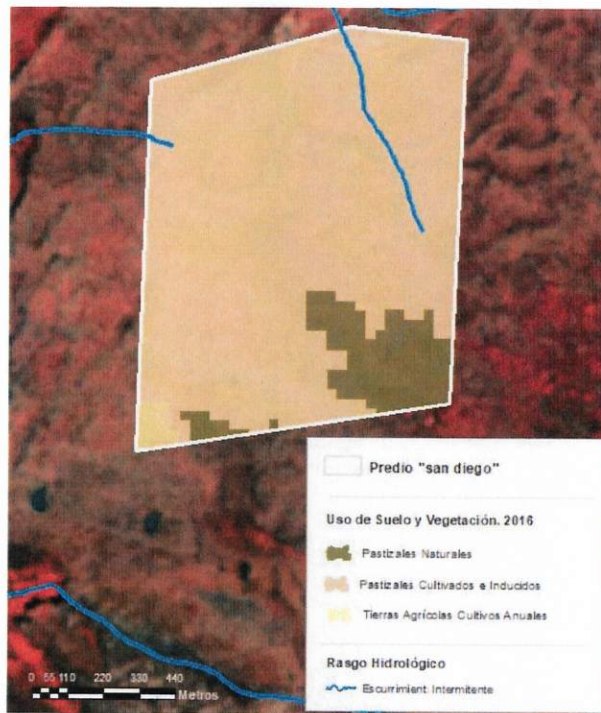 Predio "san diego"
Uso de Suelo y Vegetación. 2016
Pastizales Naturales
Pastizales Cultivados e Inducidos
Tierras Agrícolas Cultivos Anuales
Rasgo Hidrológico
Escurrimient Intermitente
0 55 110 220 330 440
Metros